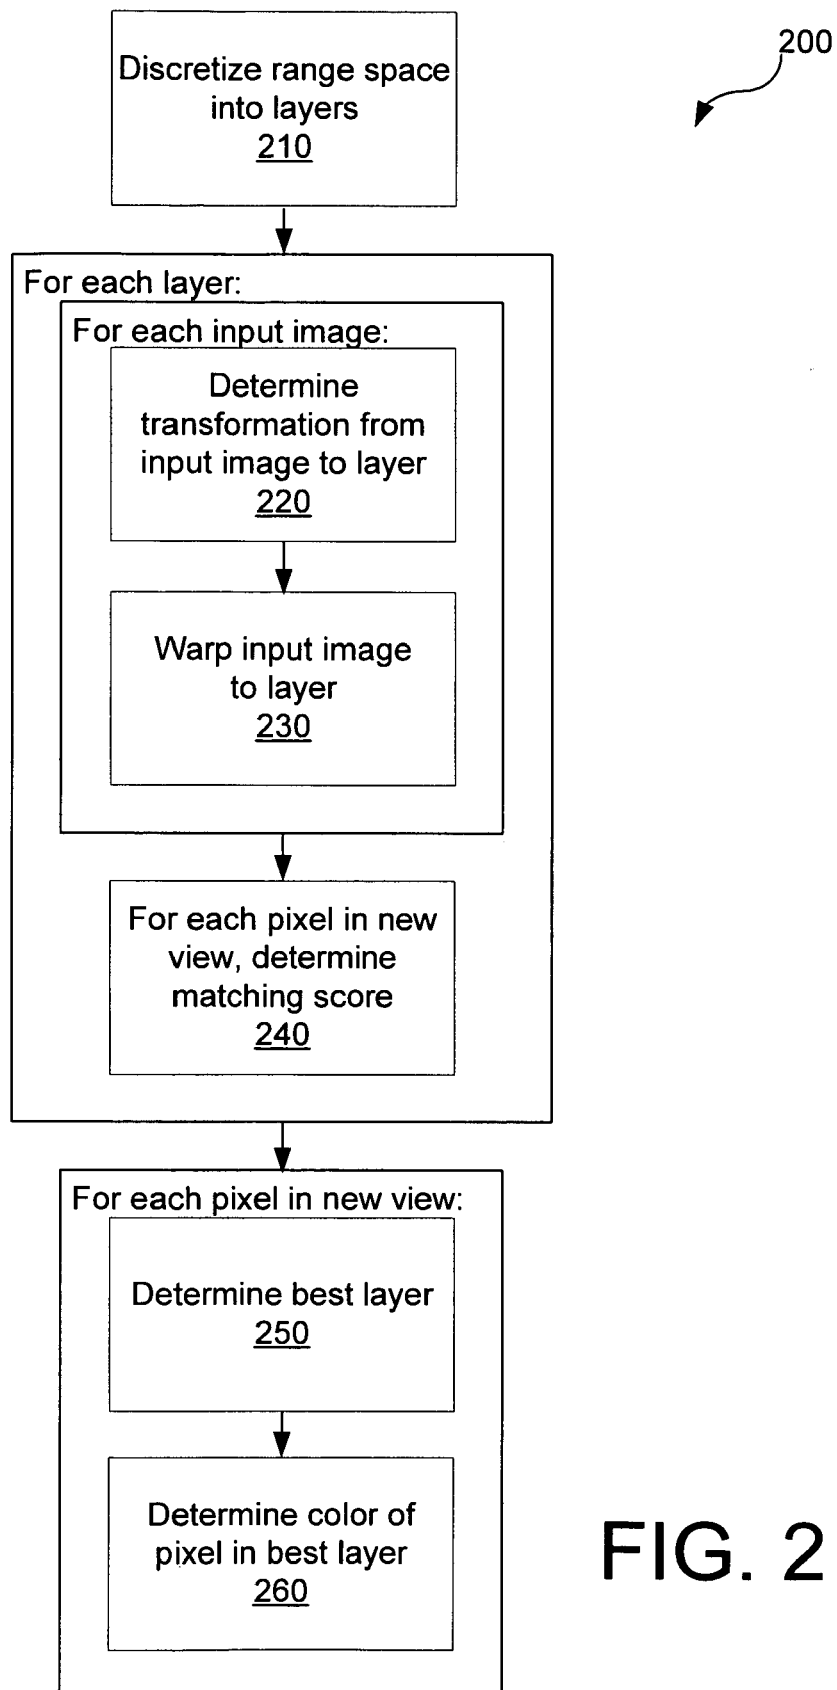 200
Discretize range space
into layers
210
For each layer:
For each input image:
Determine
transformation from
input image to layer
220
Warp input image
to layer
230
For each pixel in new
view, determine
matching score
240
For each pixel in new view:
Determine best layer
250
Determine color of
pixel in best layer
260
FIG. 2